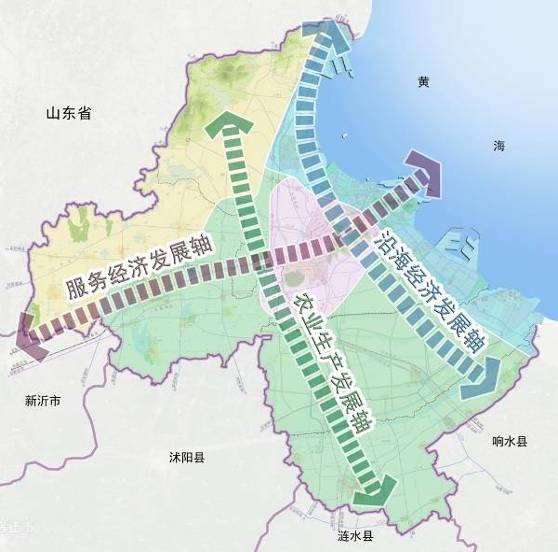 黄
山东省
海
服务经济发展轴
沿海经济发展轴
农业生产发展轴
新沂市
响水县
沭阳县
涟水县